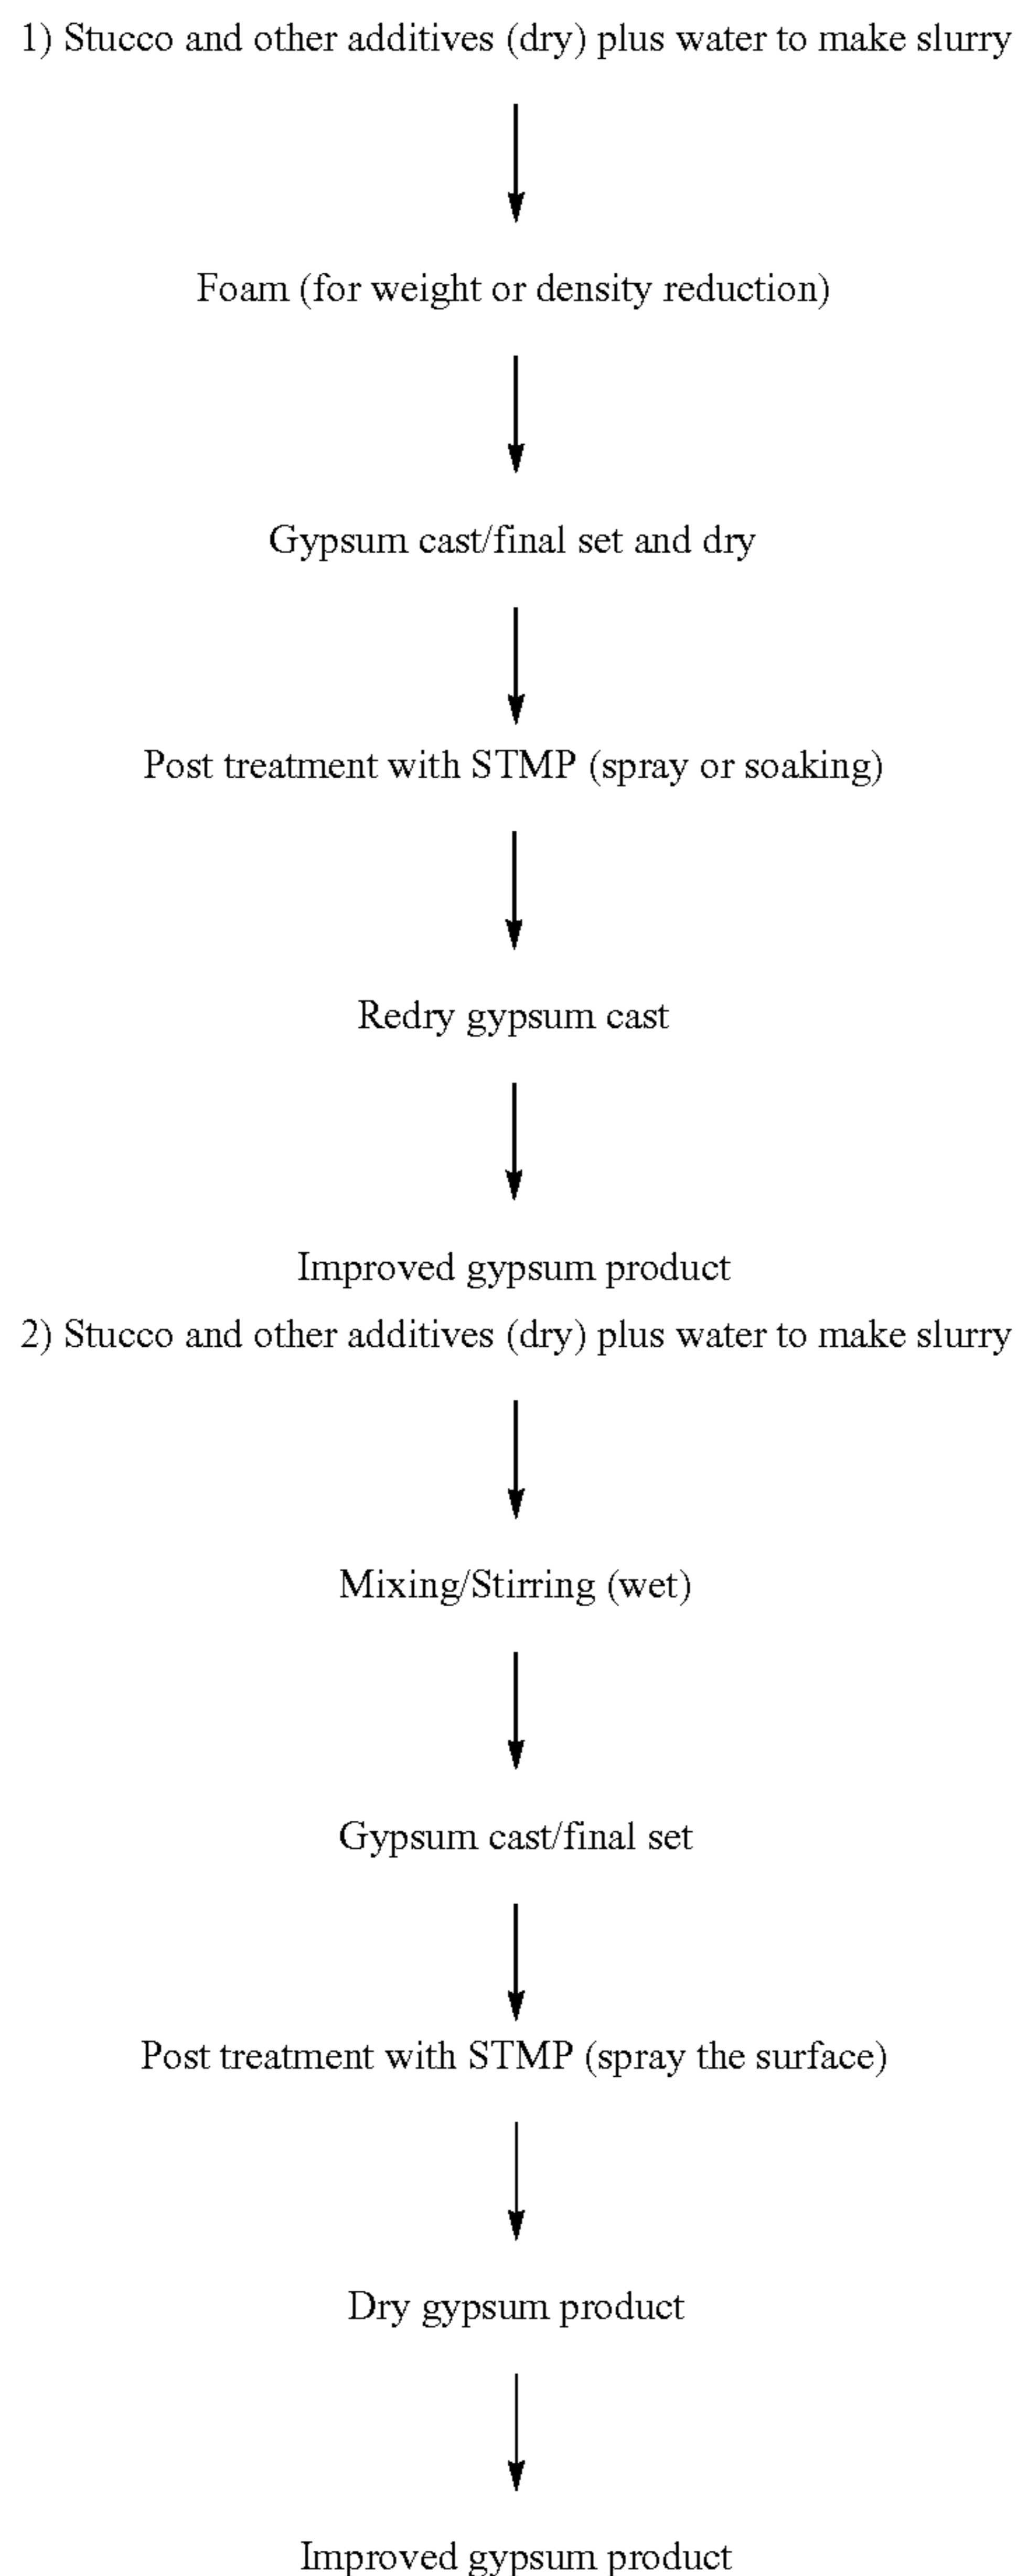 1) Stucco and other additives (dry) plus water to make slurry
Foam (for weight or density reduction)
Gypsum cast/final set and dry
Post treatment with STMP (spray or soaking)
Redry gypsum cast
Improved gypsum product
2) Stucco and other additives (dry) plus water to make slurry
Mixing/Stirring (wet)
Gypsum cast/final set
Post treatment with STMP (spray the surface)
Dry gypsum product
Improved gypsum product